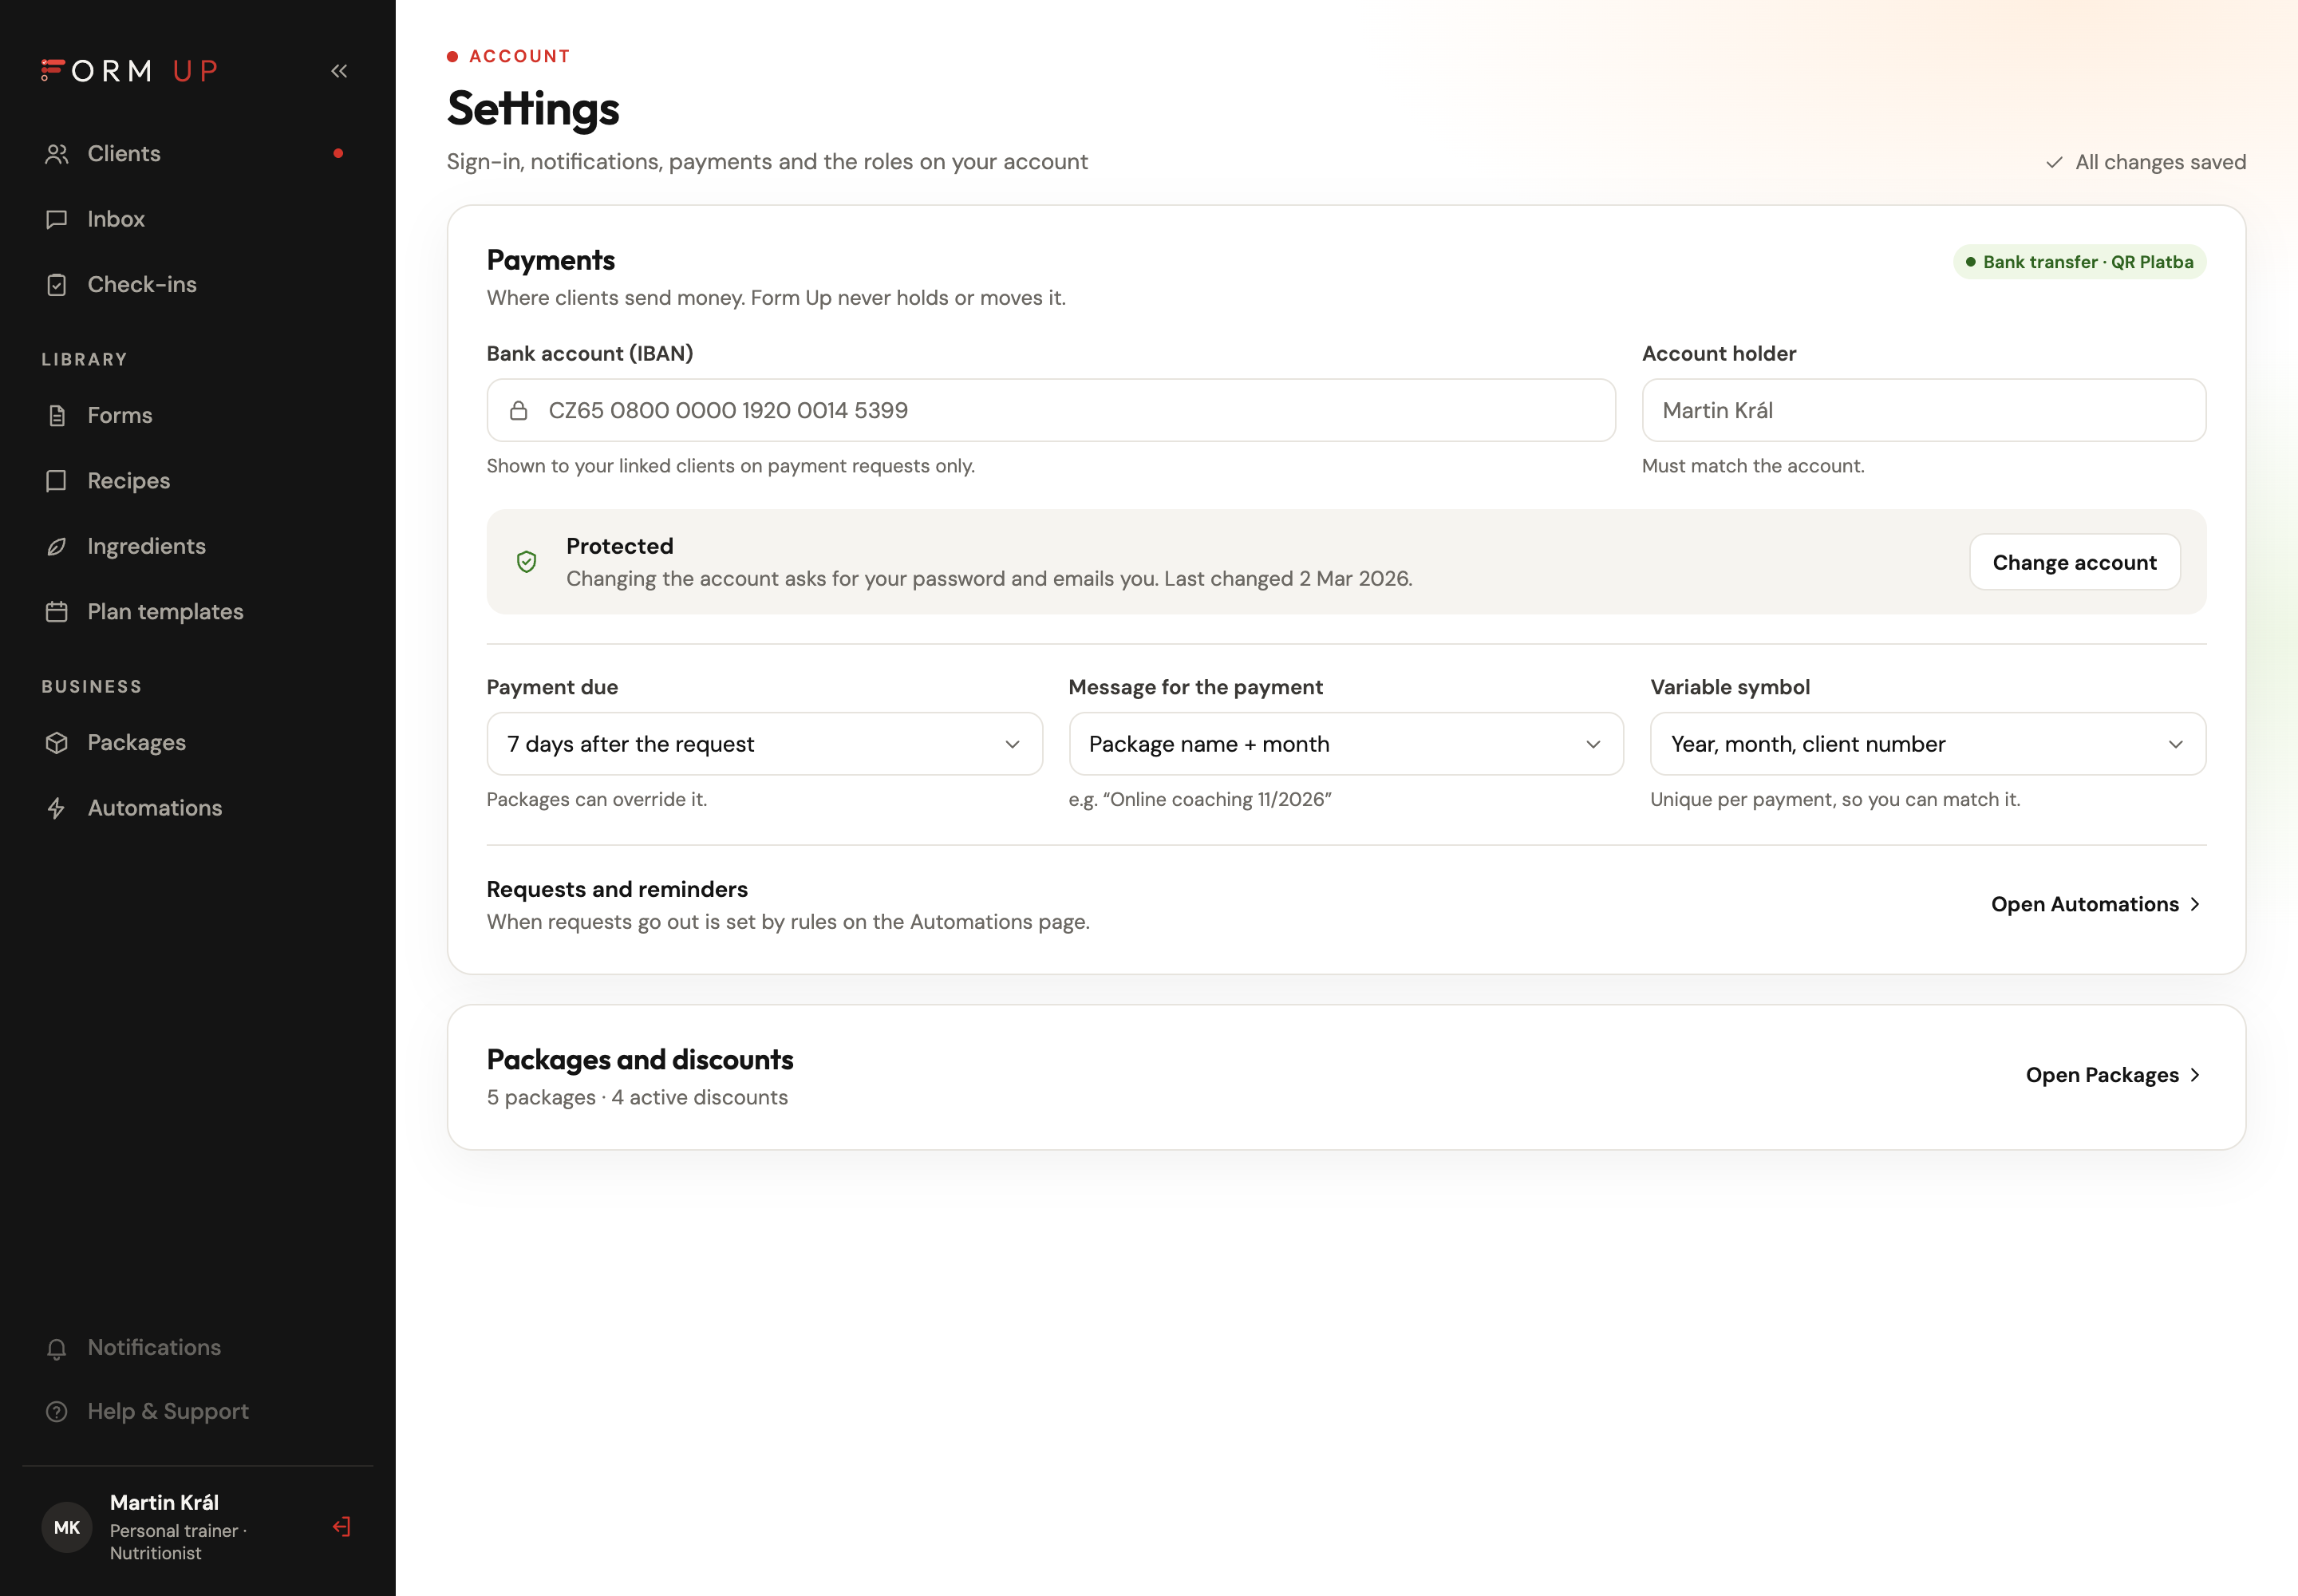 FORM UP
Clients
Inbox
Check-ins
LIBRARY
Forms
Recipes
Ingredients
Plan templates
BUSINESS
Packages
Automations
Notifications
Help & Support
MK
Martin Král
Personal trainer ·
Nutritionist
ACCOUNT
Settings
Sign-in, notifications, payments and the roles on your account
All changes saved
Payments
Bank transfer · QR Platba
Where clients send money. Form Up never holds or moves it.
Bank account (IBAN)
Account holder
CZ65 0800 0000 1920 0014 5399
Martin Král
Shown to your linked clients on payment requests only.
Must match the account.
Protected
Changing the account asks for your password and emails you. Last changed 2 Mar 2026.
Change account
Payment due
Message for the payment
Variable symbol
7 days after the request
Package name + month
Year, month, client number
Packages can override it.
e.g. “Online coaching 11/2026”
Unique per payment, so you can match it.
Requests and reminders
When requests go out is set by rules on the Automations page.
Open Automations
Packages and discounts
5 packages · 4 active discounts
Open Packages